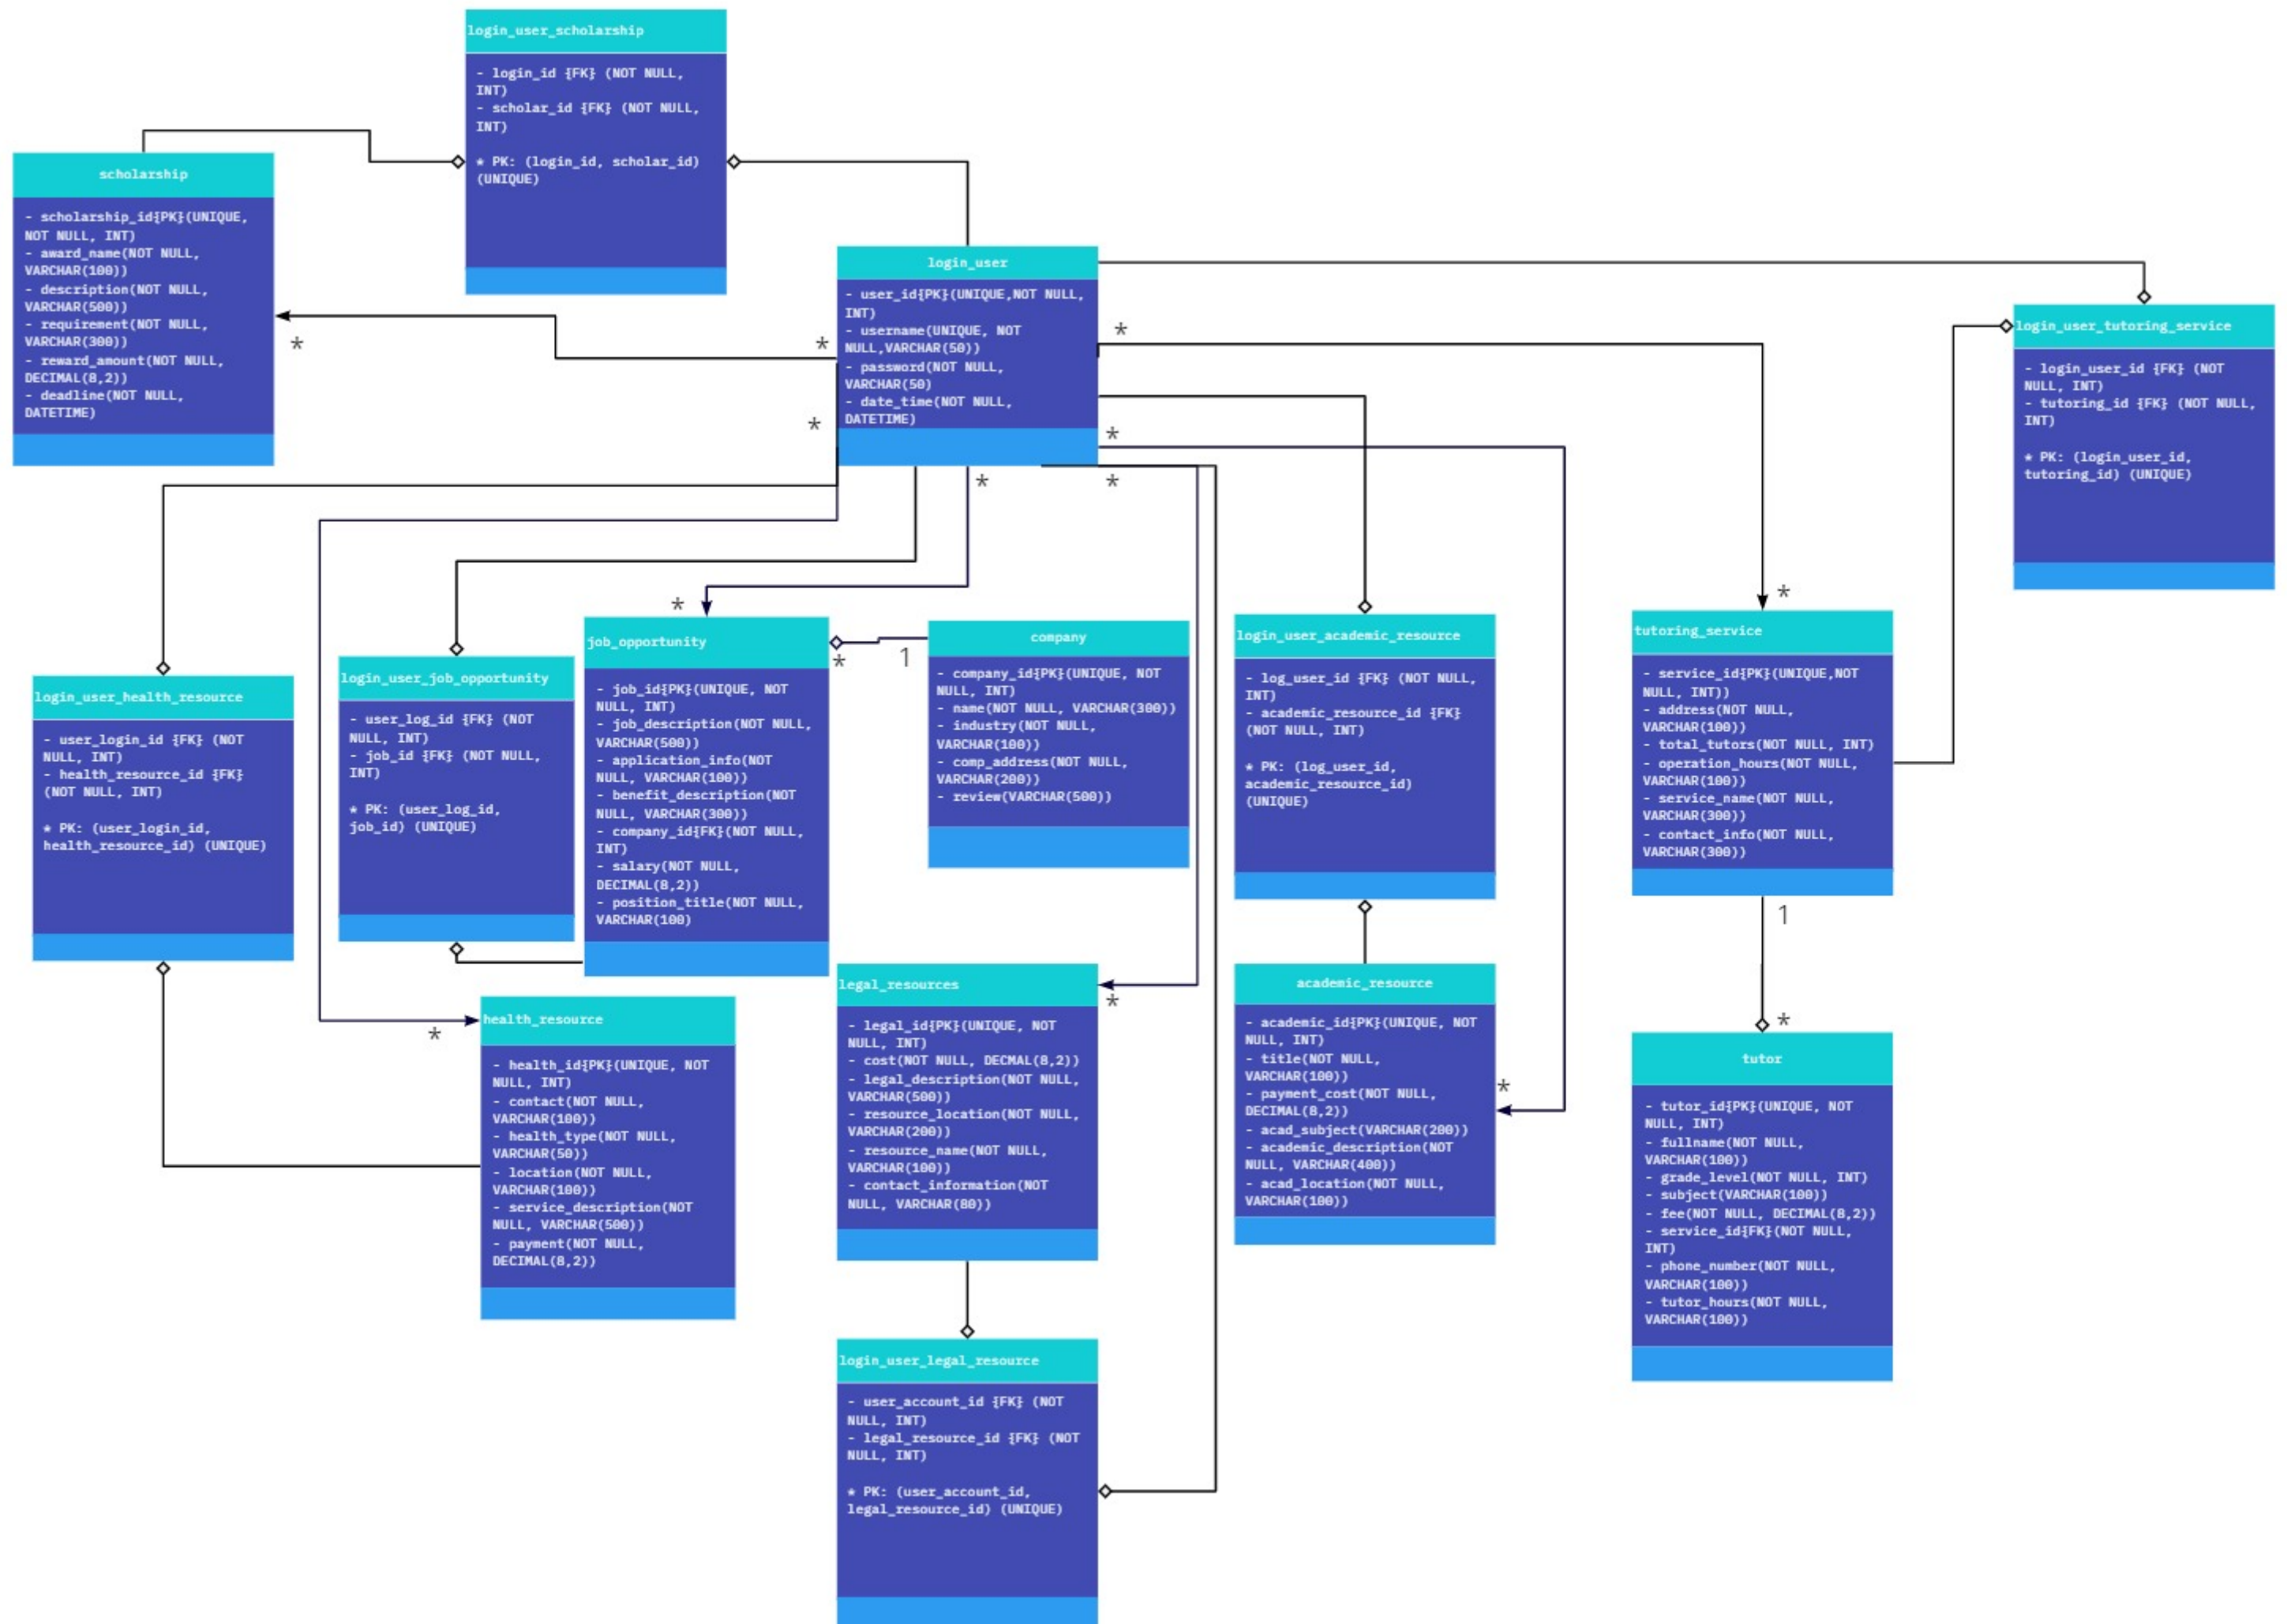 login_user_scholarship
- login_id {FK} (NOT NULL,
INT)
- scholar_id {FK} (NOT NULL,
INT)
* PK: (login_id, scholar_id)
(UNIQUE)
scholarship
- scholarship_id{PK}(UNIQUE,
NOT NULL, INT)
- award_name(NOT NULL,
VARCHAR(100))
- description(NOT NULL,
VARCHAR(500))
- requirement(NOT NULL,
VARCHAR(300))
- reward_amount(NOT NULL,
DECIMAL(8,2))
- deadline(NOT NULL,
DATETIME)
*
*
login_user
- user_id{PK}(UNIQUE,NOT NULL,
INT)
- username(UNIQUE, NOT
NULL,VARCHAR(50))
- password(NOT NULL,
VARCHAR(50)
- date_time(NOT NULL,
DATETIME)
*
*
*
*
*
login_user_tutoring_service
- login_user_id {FK} (NOT
NULL, INT)
- tutoring_id {FK} (NOT NULL,
INT)
* PK: (login_user_id,
tutoring_id) (UNIQUE)
login_user_health_resource
- user_login_id {FK} (NOT
NULL, INT)
- health_resource_id {FK}
(NOT NULL, INT)
* PK: (user_login_id,
health_resource_id) (UNIQUE)
login_user_job_opportunity
- user_log_id {FK} (NOT
NULL, INT)
- job_id {FK} (NOT NULL,
INT)
* PK: (user_log_id,
job_id) (UNIQUE)
*
job_opportunity
- job_id{PK}(UNIQUE, NOT
NULL, INT)
- job_description(NOT NULL,
VARCHAR(500))
- application_info(NOT
NULL, VARCHAR(100))
- benefit_description(NOT
NULL, VARCHAR(300))
- company_id{FK}(NOT NULL,
INT)
- salary(NOT NULL,
DECIMAL(8,2))
- position_title(NOT NULL,
VARCHAR(100)
*
1
company
- company_id{PK}(UNIQUE, NOT
NULL, INT)
- name(NOT NULL, VARCHAR(300))
- industry(NOT NULL,
VARCHAR(100))
- comp_address(NOT NULL,
VARCHAR(200))
- review(VARCHAR(500))
login_user_academic_resource
- log_user_id {FK} (NOT NULL,
INT)
- academic_resource_id {FK}
(NOT NULL, INT)
* PK: (log_user_id,
academic_resource_id)
(UNIQUE)
*
tutoring_service
- service_id{PK}(UNIQUE,NOT
NULL, INT))
- address(NOT NULL,
VARCHAR(100))
- total_tutors(NOT NULL, INT)
- operation_hours(NOT NULL,
VARCHAR(100))
- service_name(NOT NULL,
VARCHAR(300))
- contact_info(NOT NULL,
VARCHAR(300))
1
*
*
health_resource
- health_id{PK}(UNIQUE, NOT
NULL, INT)
- contact(NOT NULL,
VARCHAR(100))
- health_type(NOT NULL,
VARCHAR(50))
- location(NOT NULL,
VARCHAR(100))
- service_description(NOT
NULL, VARCHAR(500))
- payment(NOT NULL,
DECIMAL(8,2))
legal_resources
*
- legal_id{PK}(UNIQUE, NOT
NULL, INT)
- cost(NOT NULL, DECMAL(8,2))
- legal_description(NOT NULL,
VARCHAR(500))
- resource_location(NOT NULL,
VARCHAR(200))
- resource_name(NOT NULL,
VARCHAR(100))
- contact_information(NOT
NULL, VARCHAR(80))
academic_resource
- academic_id{PK}(UNIQUE, NOT
NULL, INT)
- title(NOT NULL,
VARCHAR(100))
- payment_cost(NOT NULL,
DECIMAL(8,2))
- acad_subject(VARCHAR(200))
- academic_description(NOT
NULL, VARCHAR(400))
- acad_location(NOT NULL,
VARCHAR(100))
*
tutor
- tutor_id{PK}(UNIQUE, NOT
NULL, INT)
- fullname(NOT NULL,
VARCHAR(100))
- grade_level(NOT NULL, INT)
- subject(VARCHAR(100))
- fee(NOT NULL, DECIMAL(8,2))
- service_id{FK}(NOT NULL,
INT)
- phone_number(NOT NULL,
VARCHAR(100))
- tutor_hours(NOT NULL,
VARCHAR(100))
login_user_legal_resource
- user_account_id {FK} (NOT
NULL, INT)
- legal_resource_id {FK} (NOT
NULL, INT)
* PK: (user_account_id,
legal_resource_id) (UNIQUE)